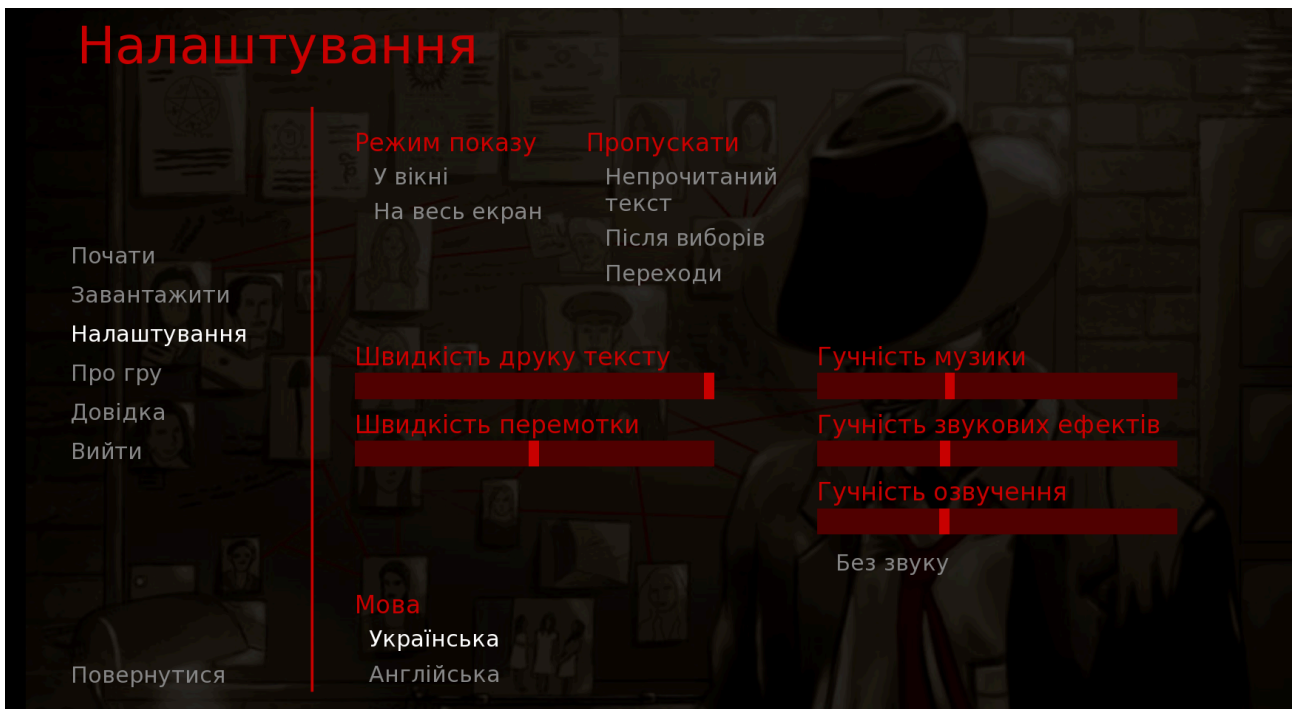 Налаштування
Почати
Завантажити
Налаштування
Про гру
Довідка
Вийти
Повернутися
Режим показу
У вікні
На весь екран
Пропускати
Непрочитаний
текст
Після виборів
Переходи
Швидкість друку тексту
Швидкість перемотки
Гучність музики
Гучність звукових ефектів
Гучність озвучення
Без звуку
Мова
Українська
Англійська